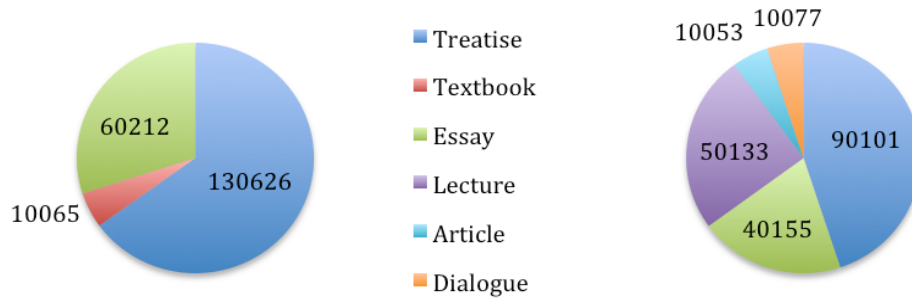 60212
130626
10065
Treatise
Textbook
Essay
Lecture
Article
Dialogue
10077
10053
90101
50133
40155